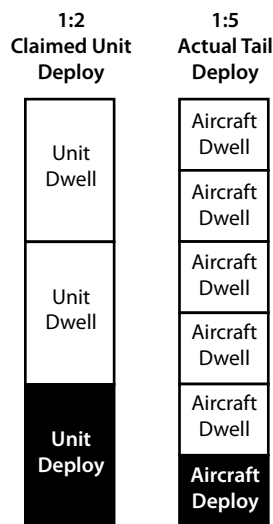 1:2
Claimed Unit
Deploy
Unit
Dwell
Unit
Dwell
Unit
Deploy
1:5
Actual Tail
Deploy
Aircraft
Dwell
Aircraft
Dwell
Aircraft
Dwell
Aircraft
Dwell
Aircraft
Dwell
Aircraft
Deploy